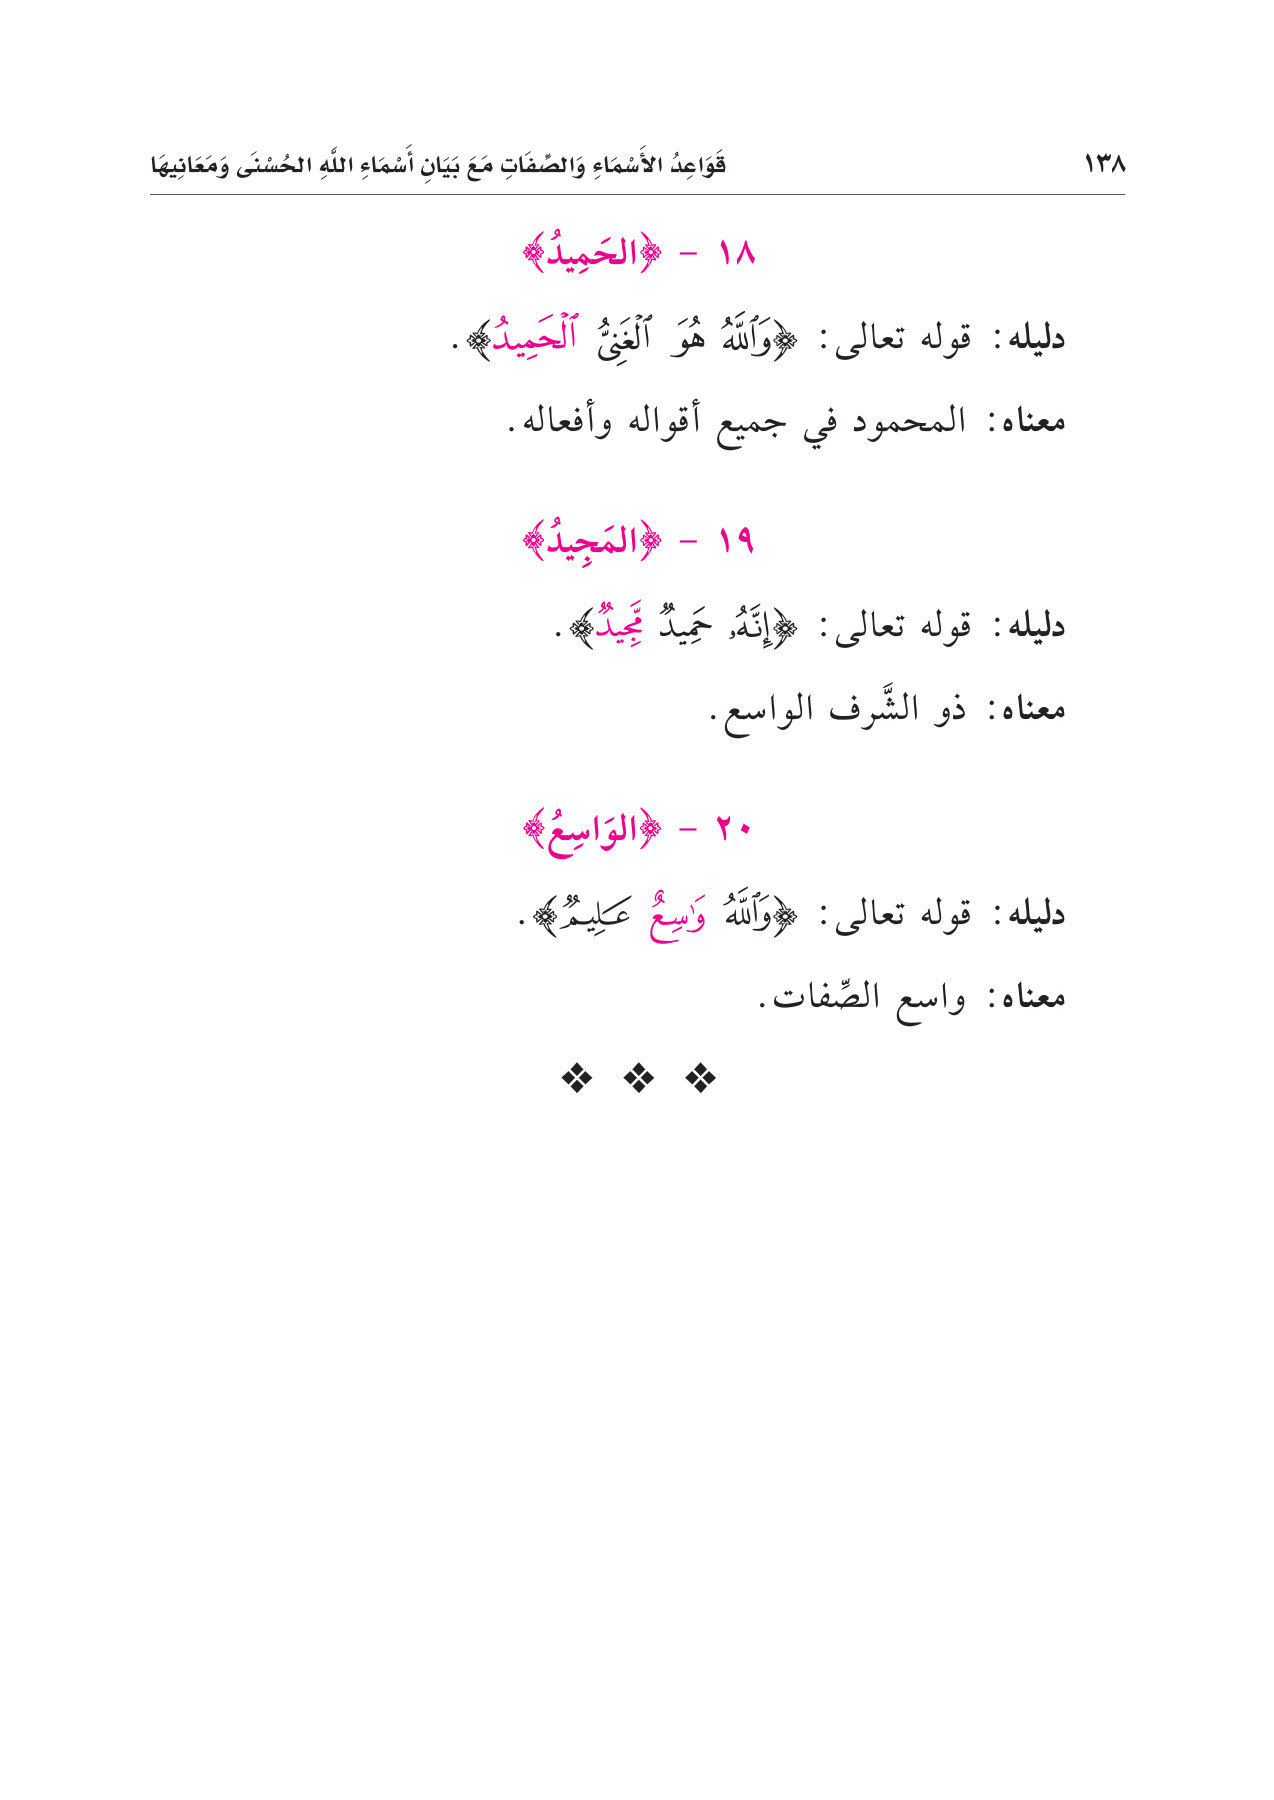 ١٣٨ قَوَاعِدُ الأَسْمَاءِ وَالصِّفَاتِ مَعَ بَيَانِ أَسْمَاءِ اللَّهِ الحُسْنَى وَمَعَانِيهَا
١٨ - ﴿الحَمِيدُ﴾
دليله: قوله تعالى: ﴿وَٱللَّهُ هُوَ ٱلْغَنِىُّ ٱلْحَمِيدُ﴾.
معناه: المحمود في جميع أقواله وأفعاله.
١٩ - ﴿المَجِيدُ﴾
دليله: قوله تعالى: ﴿إِنَّهُۥ حَمِيدٌ مَّجِيدٌ﴾.
معناه: ذو الشَّرف الواسع.
٢٠ - ﴿الوَاسِعُ﴾
دليله: قوله تعالى: ﴿وَٱللَّهُ وَٰسِعٌ عَلِيمٌ﴾.
معناه: واسع الصِّفات.